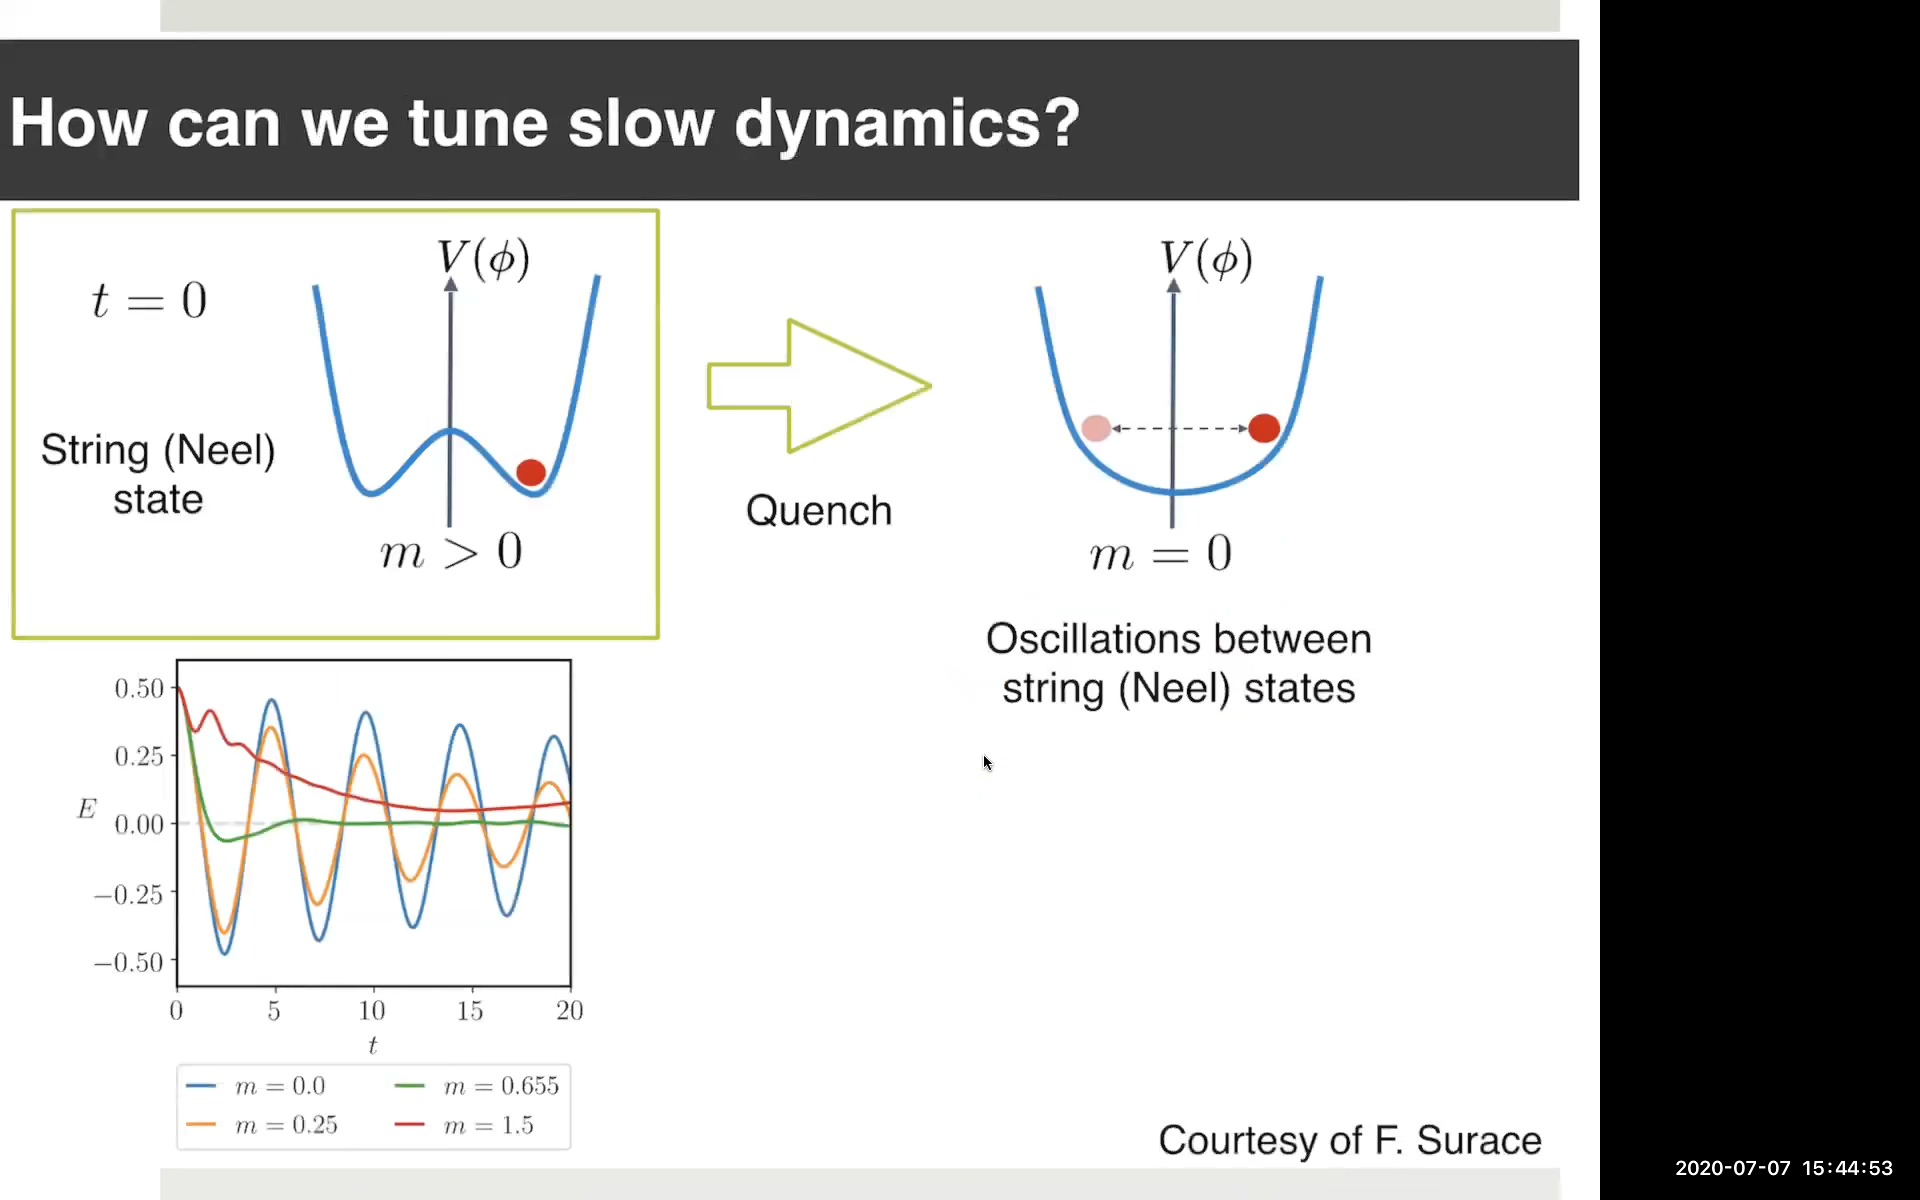 How can we tune slow dynamics?
t = 0
V(ϕ)
String (Neel)
state
m > 0
Quench
V(ϕ)
m = 0
Oscillations between
string (Neel) states
0.50
0.25
0.00
−0.25
−0.50
E
0 5 10 15 20
t
m = 0.0 m = 0.655
m = 0.25 m = 1.5
Courtesy of F. Surace
2020-07-07 15:44:53